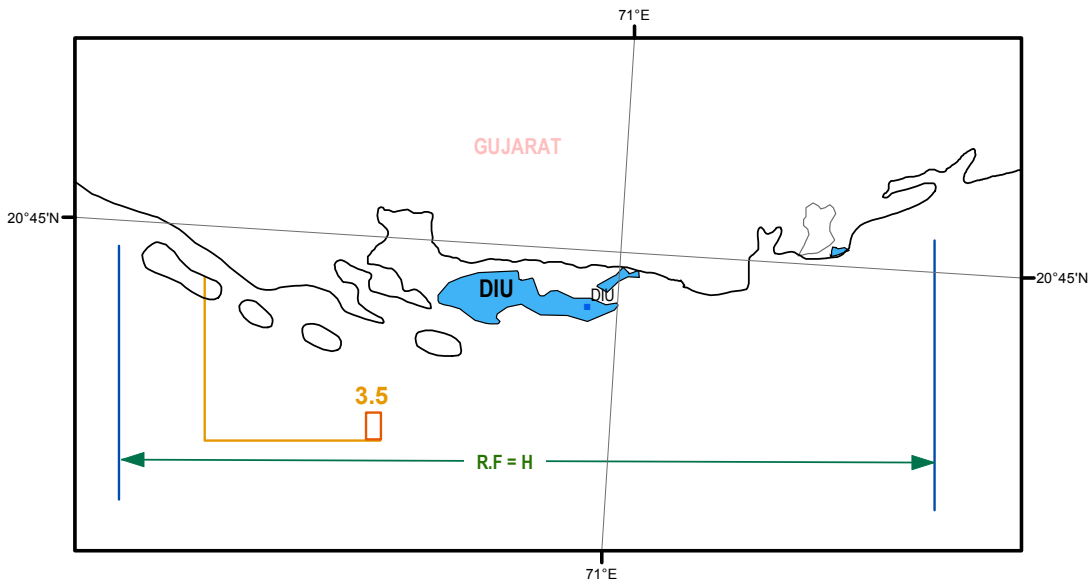 71°E
GUJARAT
20°45'N
20°45'N
DIU
DIU
3.5
R.F = H
71°E